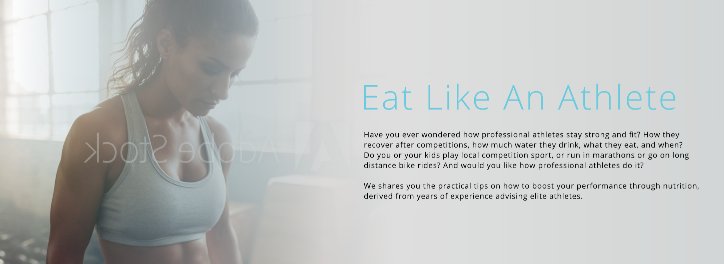 Adobe Stock
Eat Like An Athlete
Have you ever wondered how professional athletes stay strong and fit? How they
recover after competitions, how much water they drink, what they eat, and when?
Do you or your kids play local competition sport, or run in marathons or go on long
distance bike rides? And would you like how professional athletes do it?
We shares you the practical tips on how to boost your performance through nutrition,
derived from years of experience advising elite athletes.